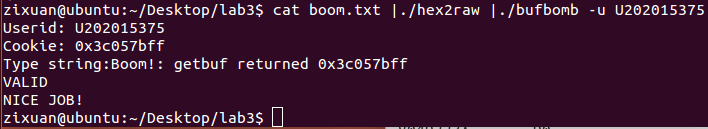 zixuan@ubuntu:~/Desktop/lab3$ cat boom.txt |./hex2raw |./bufbomb -u U202015375
Userid: U202015375
Cookie: 0x3c057bff
Type string:Boom!: getbuf returned 0x3c057bff
VALID
NICE JOB!
zixuan@ubuntu:~/Desktop/lab3$